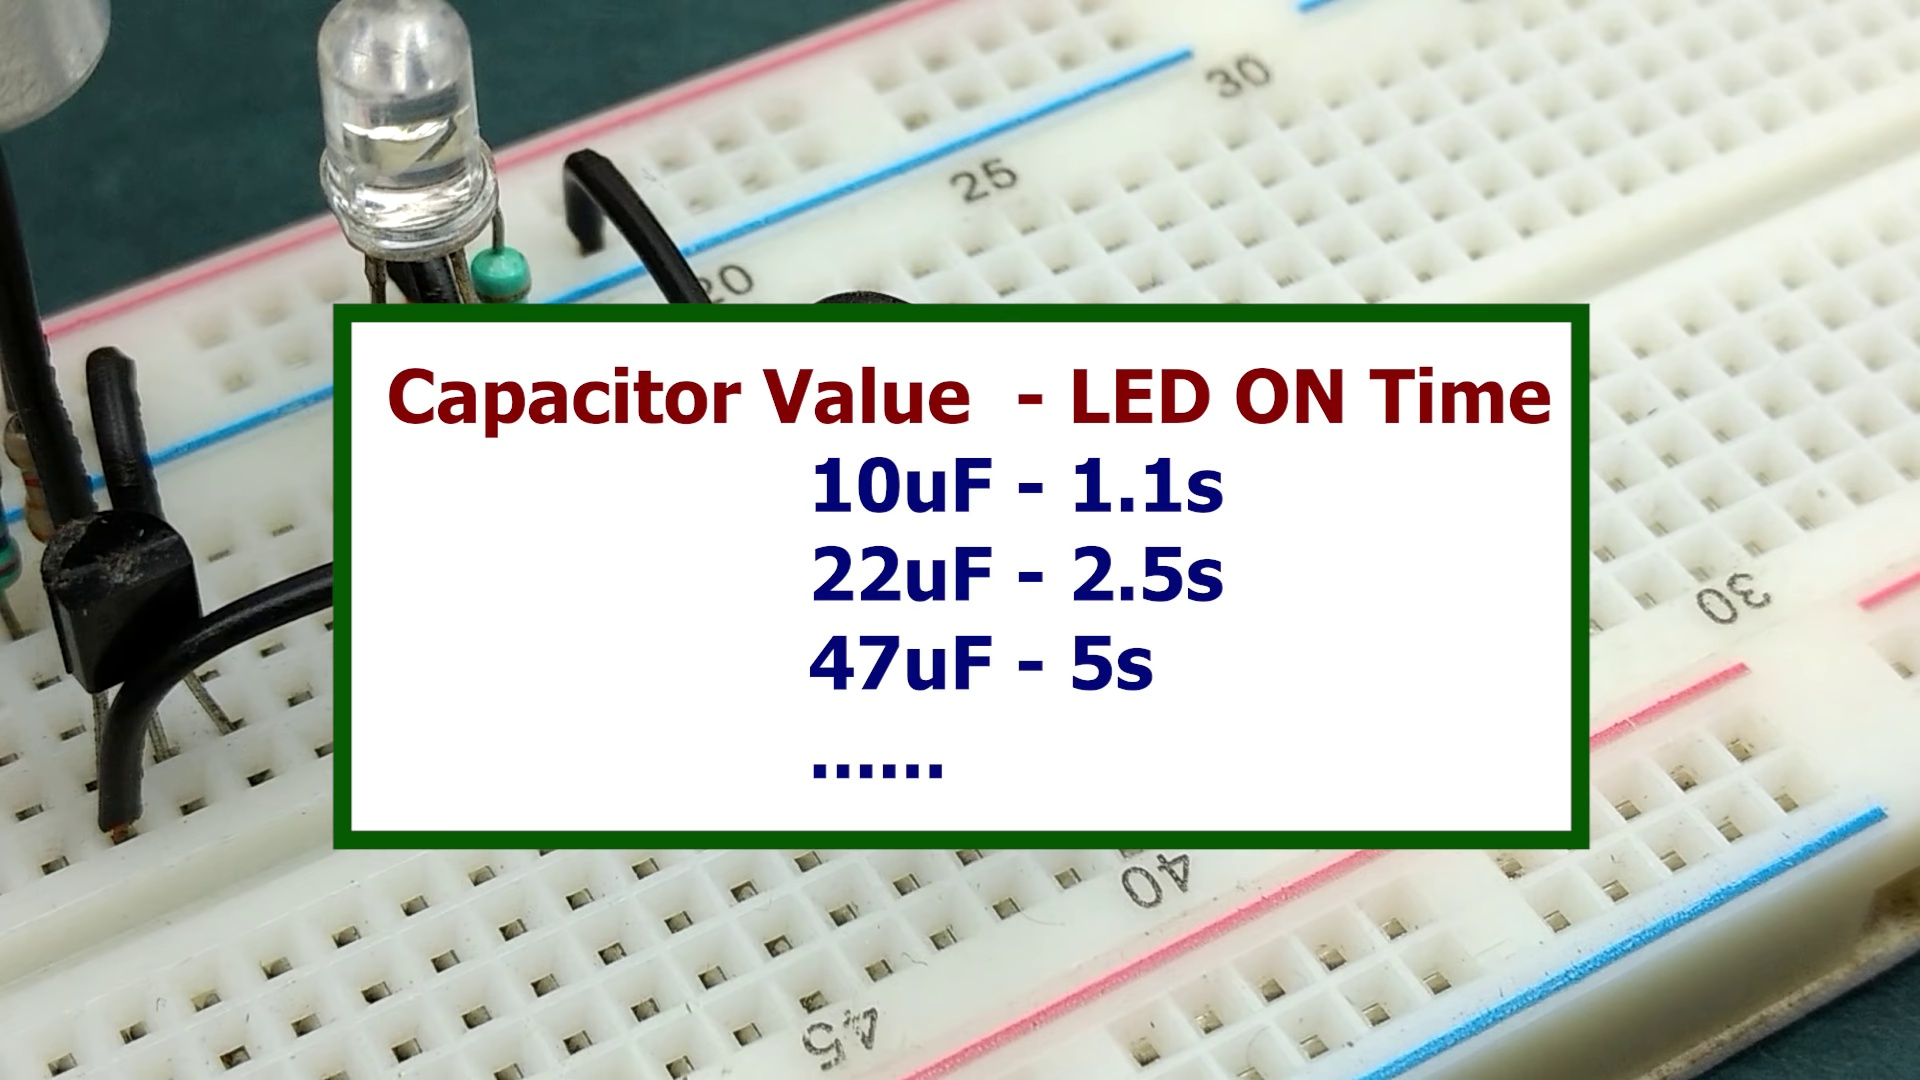 30
25
20
Capacitor Value - LED ON Time
10uF - 1.1s
22uF - 2.5s
47uF - 5s
......
30
40
45